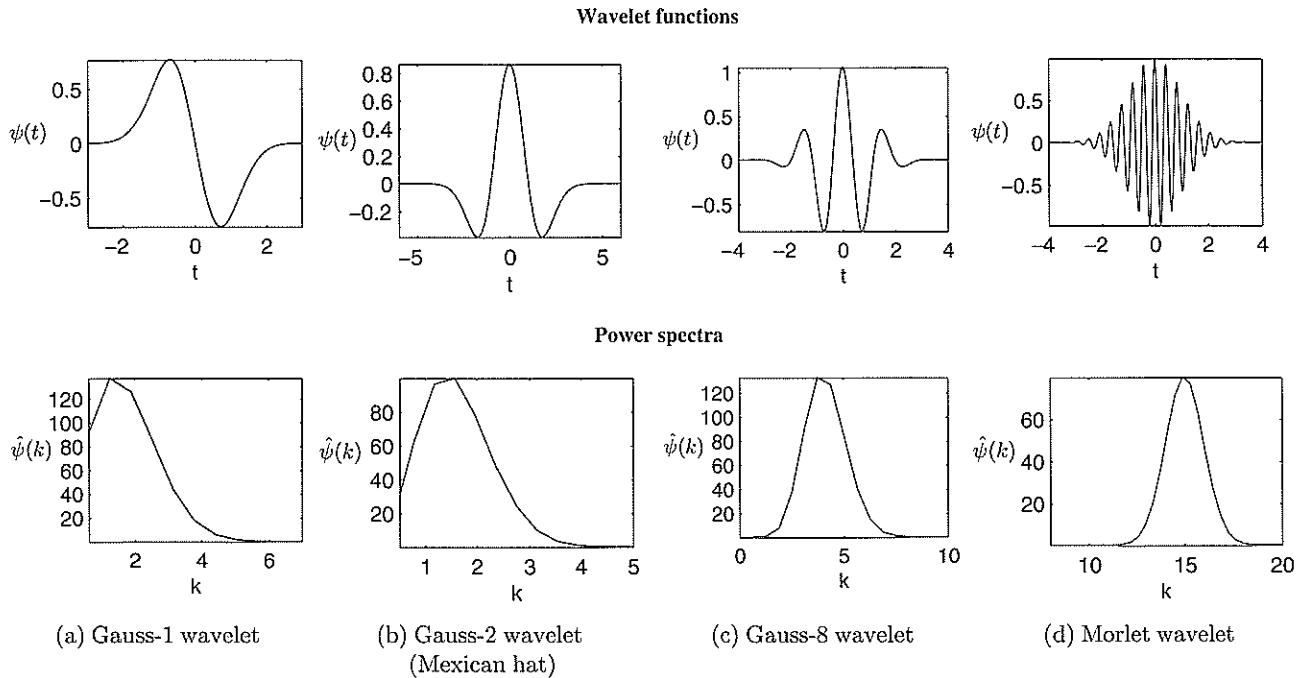 Wavelet functions
0.5
ψ(t) 0
−0.5
−2 0 2
t
0.8
0.6
0.4
ψ(t) 0.2
0
−0.2
−5 0 5
t
1
0.5
ψ(t)
0
−0.5
−4 −2 0 2 4
t
0.5
ψ(t) 0
−0.5
−4 −2 0 2 4
t
Power spectra
120
100
80
ψ̂(k)
60
40
20
2 4 6
k
80
60
ψ̂(k)
40
20
1 2 3 4 5
k
120
100
80
ψ̂(k)
60
40
20
0 5 10
k
60
ψ̂(k)
40
20
10 15 20
k
(a) Gauss-1 wavelet
(b) Gauss-2 wavelet
(Mexican hat)
(c) Gauss-8 wavelet
(d) Morlet wavelet